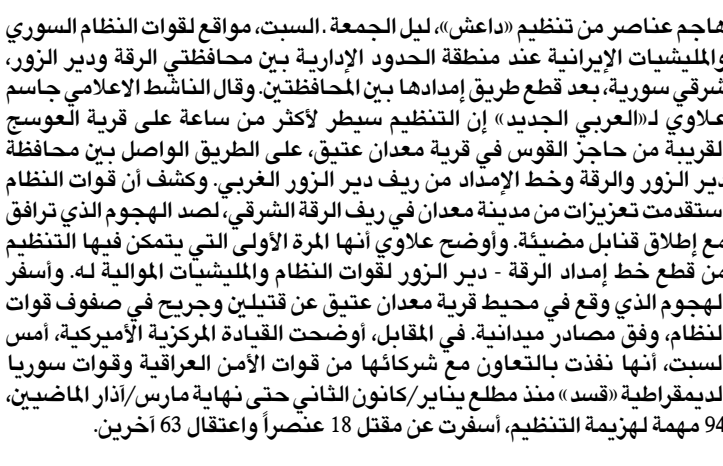 هاجم عناصر من تنظيم «داعش»، ليل الجمعة. السبت، مواقع لقوات النظام السوري
والمليشيات الإيرانية عند منطقة الحدود الإدارية بين محافظتي الرقة ودير الزور،
شرقي سورية، بعد قطع طريق إمدادها بين المحافظتين. وقال الناشط الاعلامي جاسم
علاوي لـ«العربي الجديد» إن التنظيم سيطر لأكثر من ساعة على قرية العوسج
القريبة من حاجز القوس في قرية معدان عتيق، على الطريق الواصل بين محافظة
دير الزور والرقة وخط الإمداد من ريف دير الزور الغربي. وكشف أن قوات النظام
استقدمت تعزيزات من مدينة معدان في ريف الرقة الشرقي، لصد الهجوم الذي ترافق
مع إطلاق قنابل مضيئة. وأوضح علاوي أنها المرة الأولى التي يتمكن فيها التنظيم
من قطع خط إمداد الرقة - دير الزور لقوات النظام والمليشيات الموالية له. وأسفر
الهجوم الذي وقع في محيط قرية معدان عتيق عن قتيلين وجريح في صفوف قوات
النظام، وفق مصادر ميدانية. في المقابل، أوضحت القيادة المركزية الأميركية، أمس
السبت، أنها نفذت بالتعاون مع شركائها من قوات الأمن العراقية وقوات سوريا
الديمقراطية «قسد» منذ مطلع يناير/كانون الثاني حتى نهاية مارس/آذار الماضيين،
94 مهمة لهزيمة التنظيم، أسفرت عن مقتل 18 عنصراً واعتقال 63 آخرين.